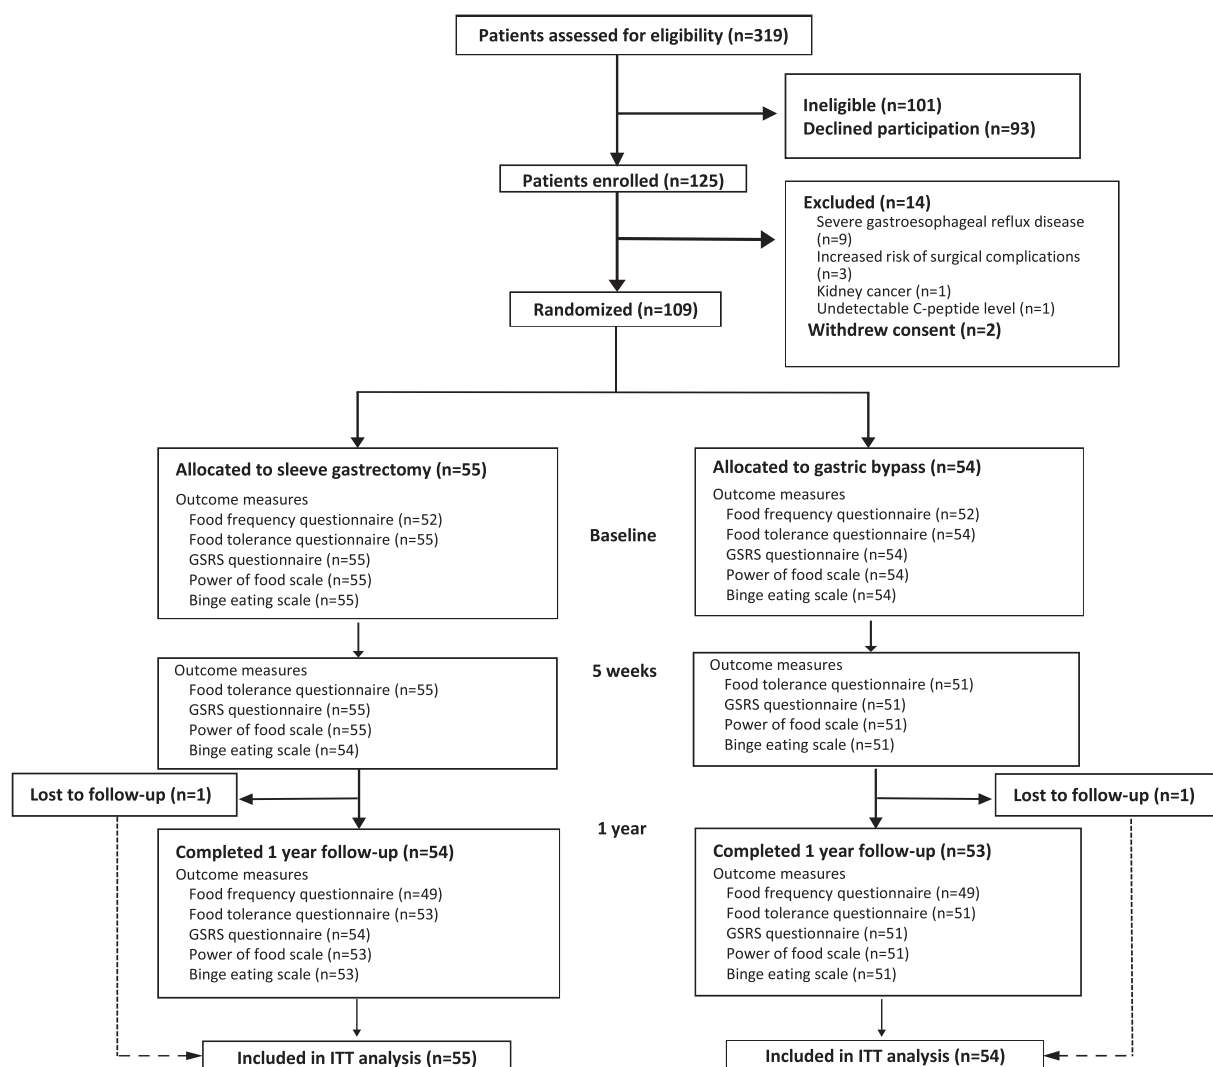 Patients assessed for eligibility (n=319)
Ineligible (n=101)
Declined participation (n=93)
Patients enrolled (n=125)
Excluded (n=14)
Severe gastroesophageal reflux disease
(n=9)
Increased risk of surgical complications
(n=3)
Kidney cancer (n=1)
Undetectable C-peptide level (n=1)
Withdrew consent (n=2)
Randomized (n=109)
Allocated to sleeve gastrectomy (n=55)
Outcome measures
Food frequency questionnaire (n=52)
Food tolerance questionnaire (n=55)
GSRS questionnaire (n=55)
Power of food scale (n=55)
Binge eating scale (n=55)
Baseline
Allocated to gastric bypass (n=54)
Outcome measures
Food frequency questionnaire (n=52)
Food tolerance questionnaire (n=54)
GSRS questionnaire (n=54)
Power of food scale (n=54)
Binge eating scale (n=54)
Outcome measures
Food tolerance questionnaire (n=55)
GSRS questionnaire (n=55)
Power of food scale (n=55)
Binge eating scale (n=54)
5 weeks
Outcome measures
Food tolerance questionnaire (n=51)
GSRS questionnaire (n=51)
Power of food scale (n=51)
Binge eating scale (n=51)
Lost to follow-up (n=1)
Lost to follow-up (n=1)
1 year
Completed 1 year follow-up (n=54)
Outcome measures
Food frequency questionnaire (n=49)
Food tolerance questionnaire (n=53)
GSRS questionnaire (n=54)
Power of food scale (n=53)
Binge eating scale (n=53)
Completed 1 year follow-up (n=53)
Outcome measures
Food frequency questionnaire (n=49)
Food tolerance questionnaire (n=51)
GSRS questionnaire (n=51)
Power of food scale (n=51)
Binge eating scale (n=51)
Included in ITT analysis (n=55)
Included in ITT analysis (n=54)